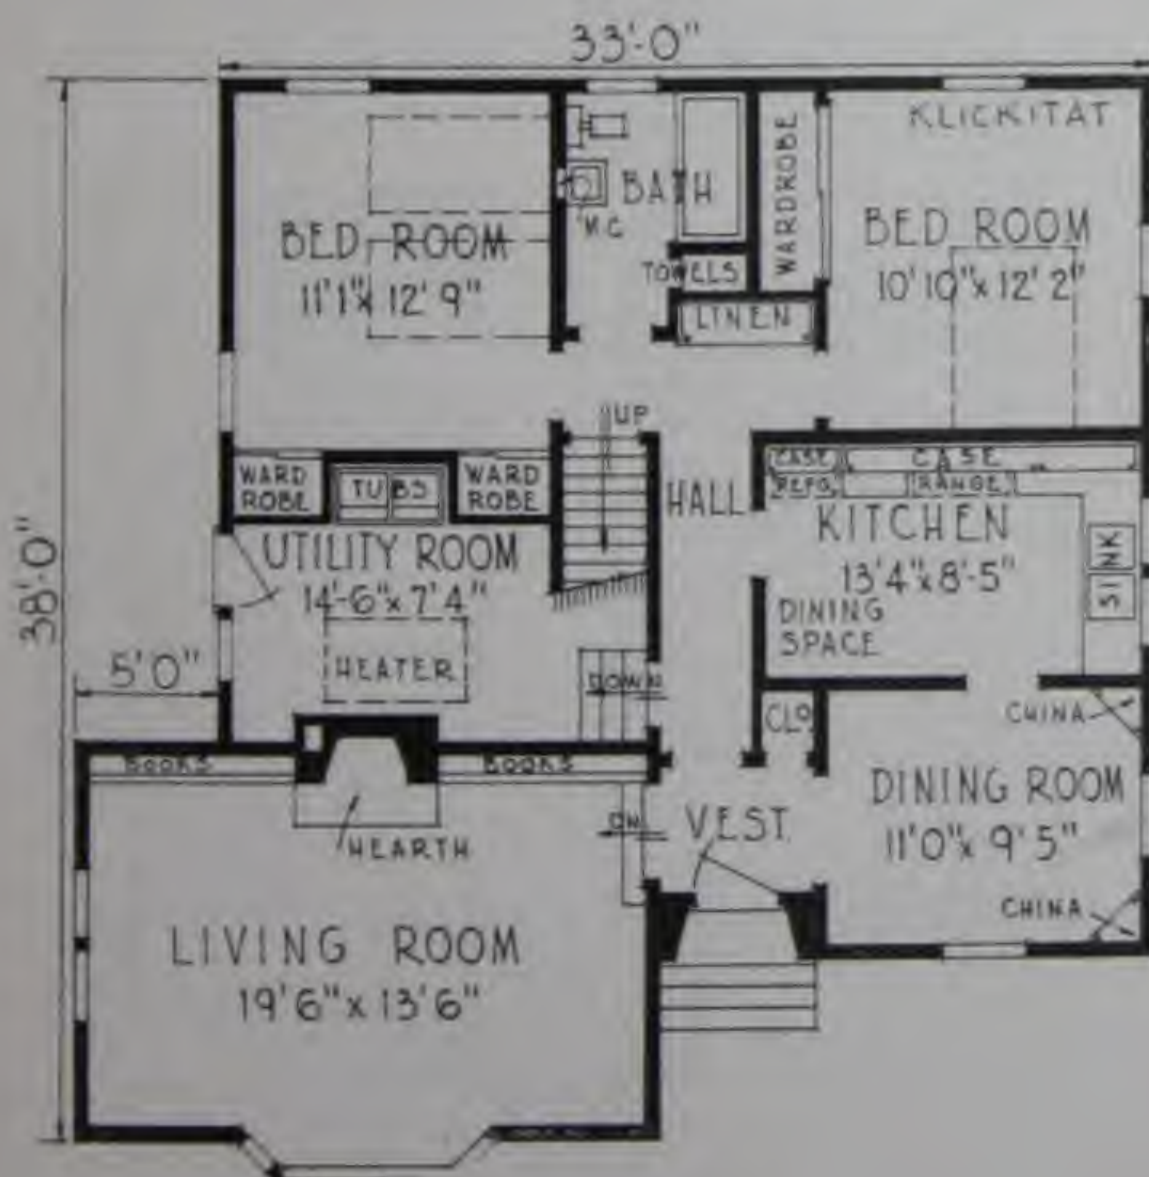 33'-0"
KLICKITAT
BED ROOM
11'1" x 12'9"
BATH
M.C
TOWELS
LINEN
WARDROBE
BED ROOM
10'10" x 12'2"
UP
WARD
ROBE
TUBS
WARD
ROBE
HALL
CASE
CASE
REFG.
RANGE
KITCHEN
13'4" x 8'-5"
DINING
SPACE
SINK
UTILITY ROOM
14'-6" x 7'4"
HEATER
DOWN
38'-0"
5'0"
CLO
CHINA
BOOKS
BOOKS
DINING ROOM
11'0" x 9'5"
CHINA
DN
VEST.
HEARTH
LIVING ROOM
19'6" x 13'6"